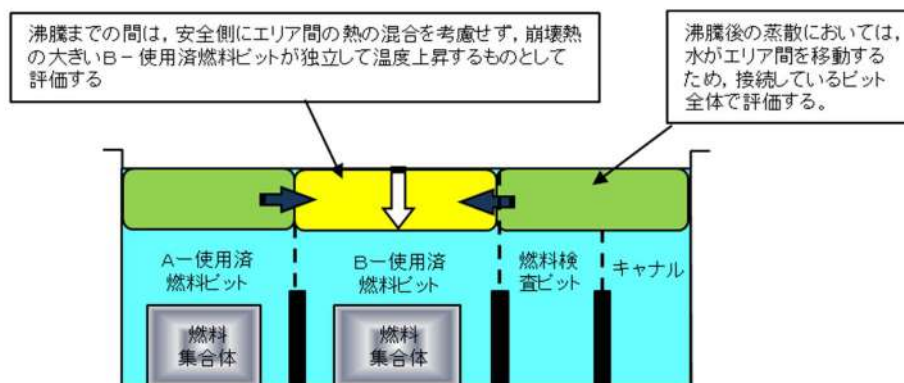 沸騰までの間は，安全側にエリア間の熱の混合を考慮せず，崩壊熱
の大きいB－使用済燃料ピットが独立して温度上昇するものとして
評価する
沸騰後の蒸散においては，
水がエリア間を移動する
ため，接続しているピット
全体で評価する。
A－使用済
燃料ピット
B－使用済
燃料ピット
燃料検
査ピット
キャナル
燃料
集合体
燃料
集合体